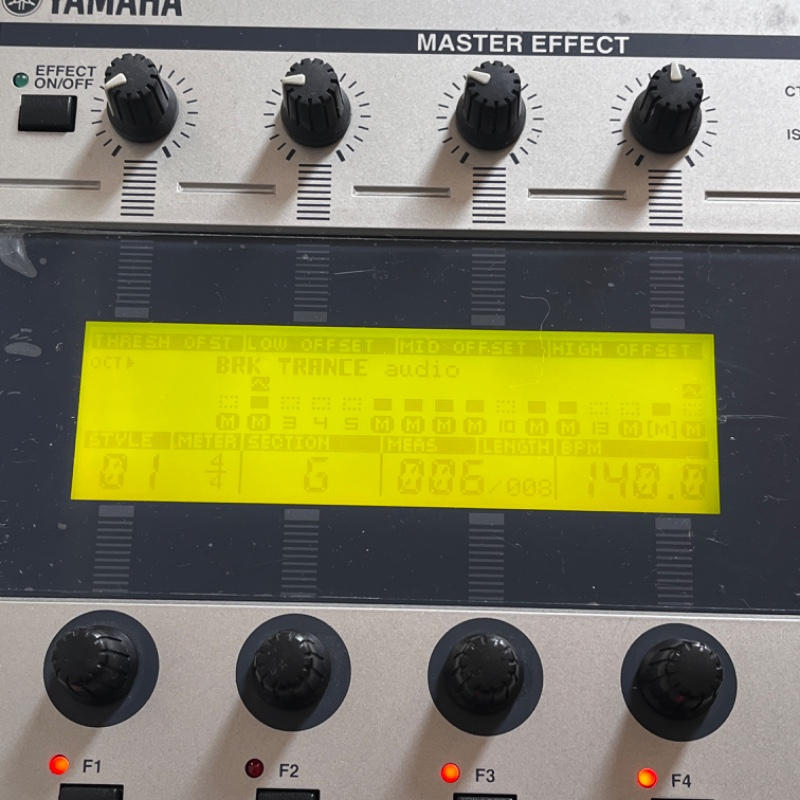 YAMAHA
MASTER EFFECT
EFFECT
ON/OFF
CT
IS
THRESH OFST LOW OFFSET MID OFFSET HIGH OFFSET
OCT▶ BRK TRANCE audio
M M 3 4 5 M M M M 10 M M 13 M [M] M
STYLE METER SECTION MEAS LENGTH BPM
01 4/4 G 006/008 140.0
F1 F2 F3 F4